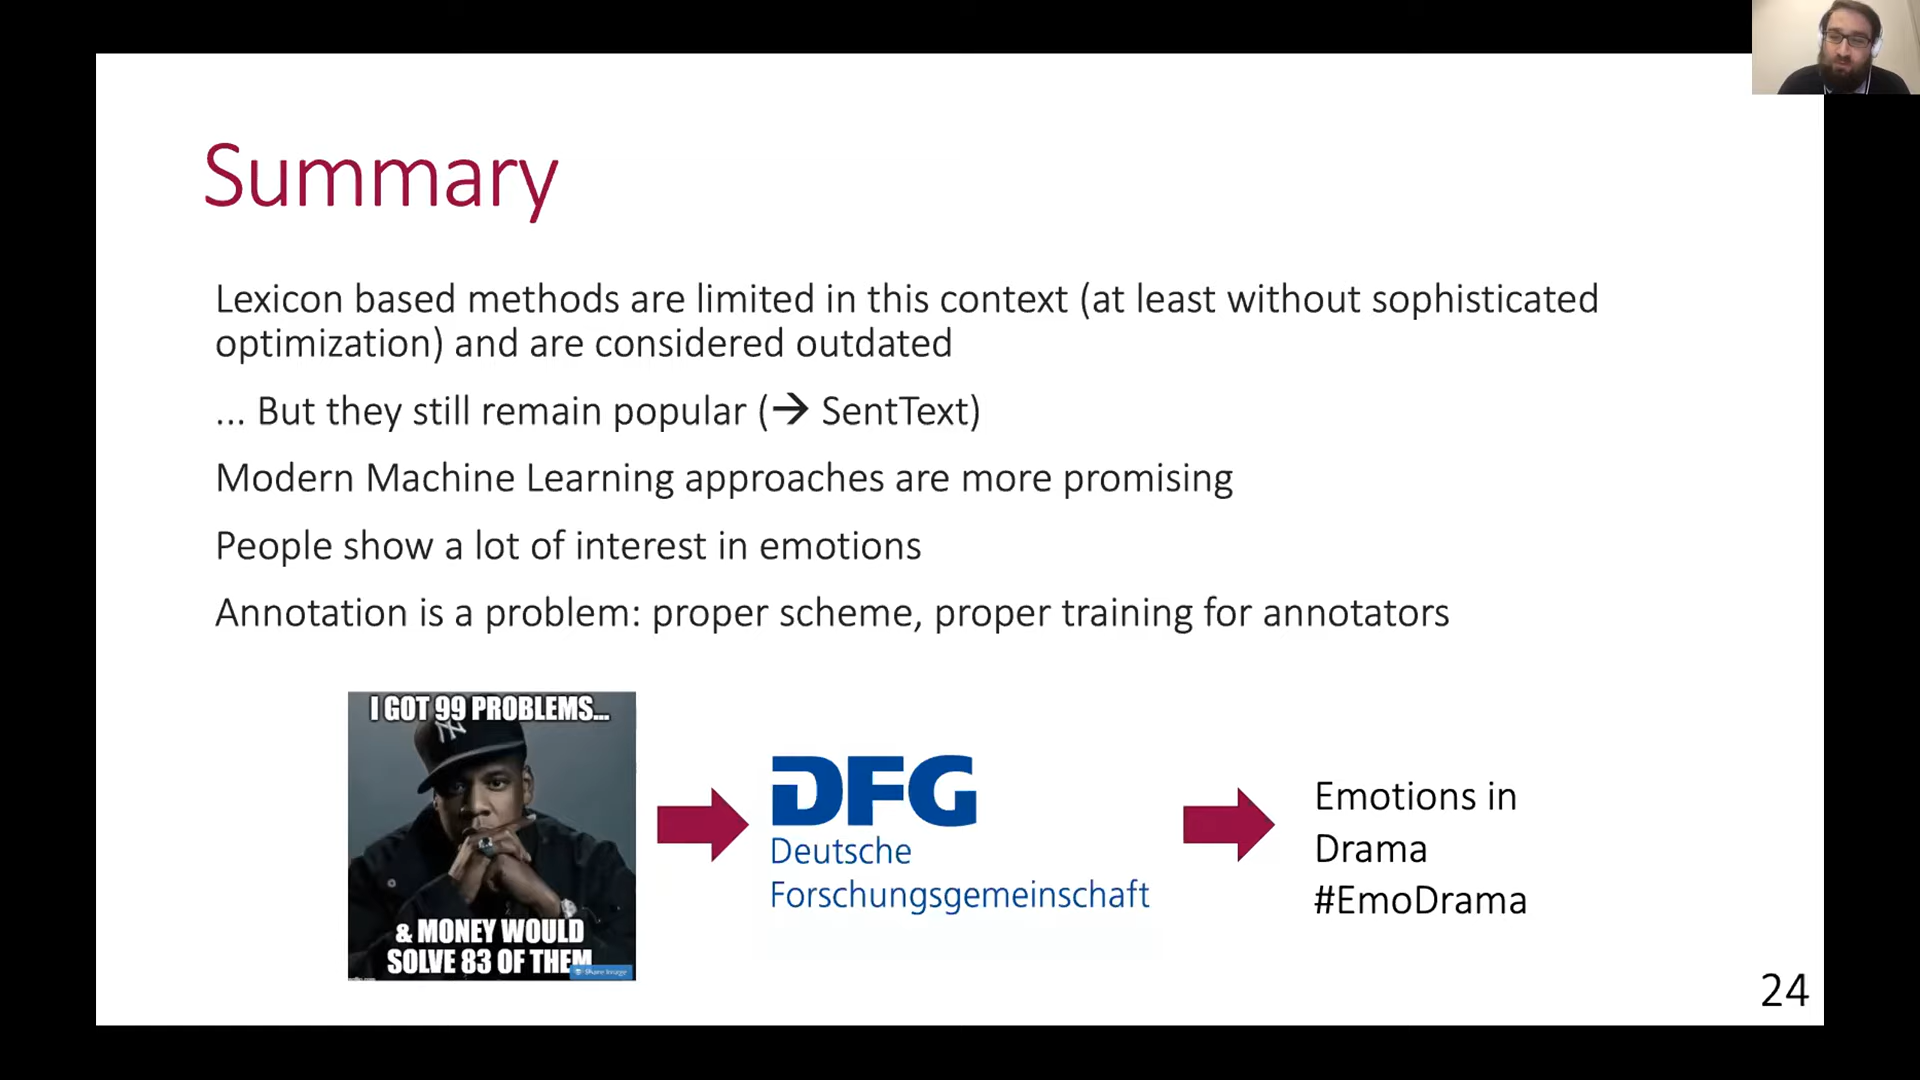 Summary
Lexicon based methods are limited in this context (at least without sophisticated
optimization) and are considered outdated
... But they still remain popular (→ SentText)
Modern Machine Learning approaches are more promising
People show a lot of interest in emotions
Annotation is a problem: proper scheme, proper training for annotators
I GOT 99 PROBLEMS...
& MONEY WOULD
SOLVE 83 OF THEM
Share Image
DFG
Deutsche
Forschungsgemeinschaft
Emotions in
Drama
#EmoDrama
24